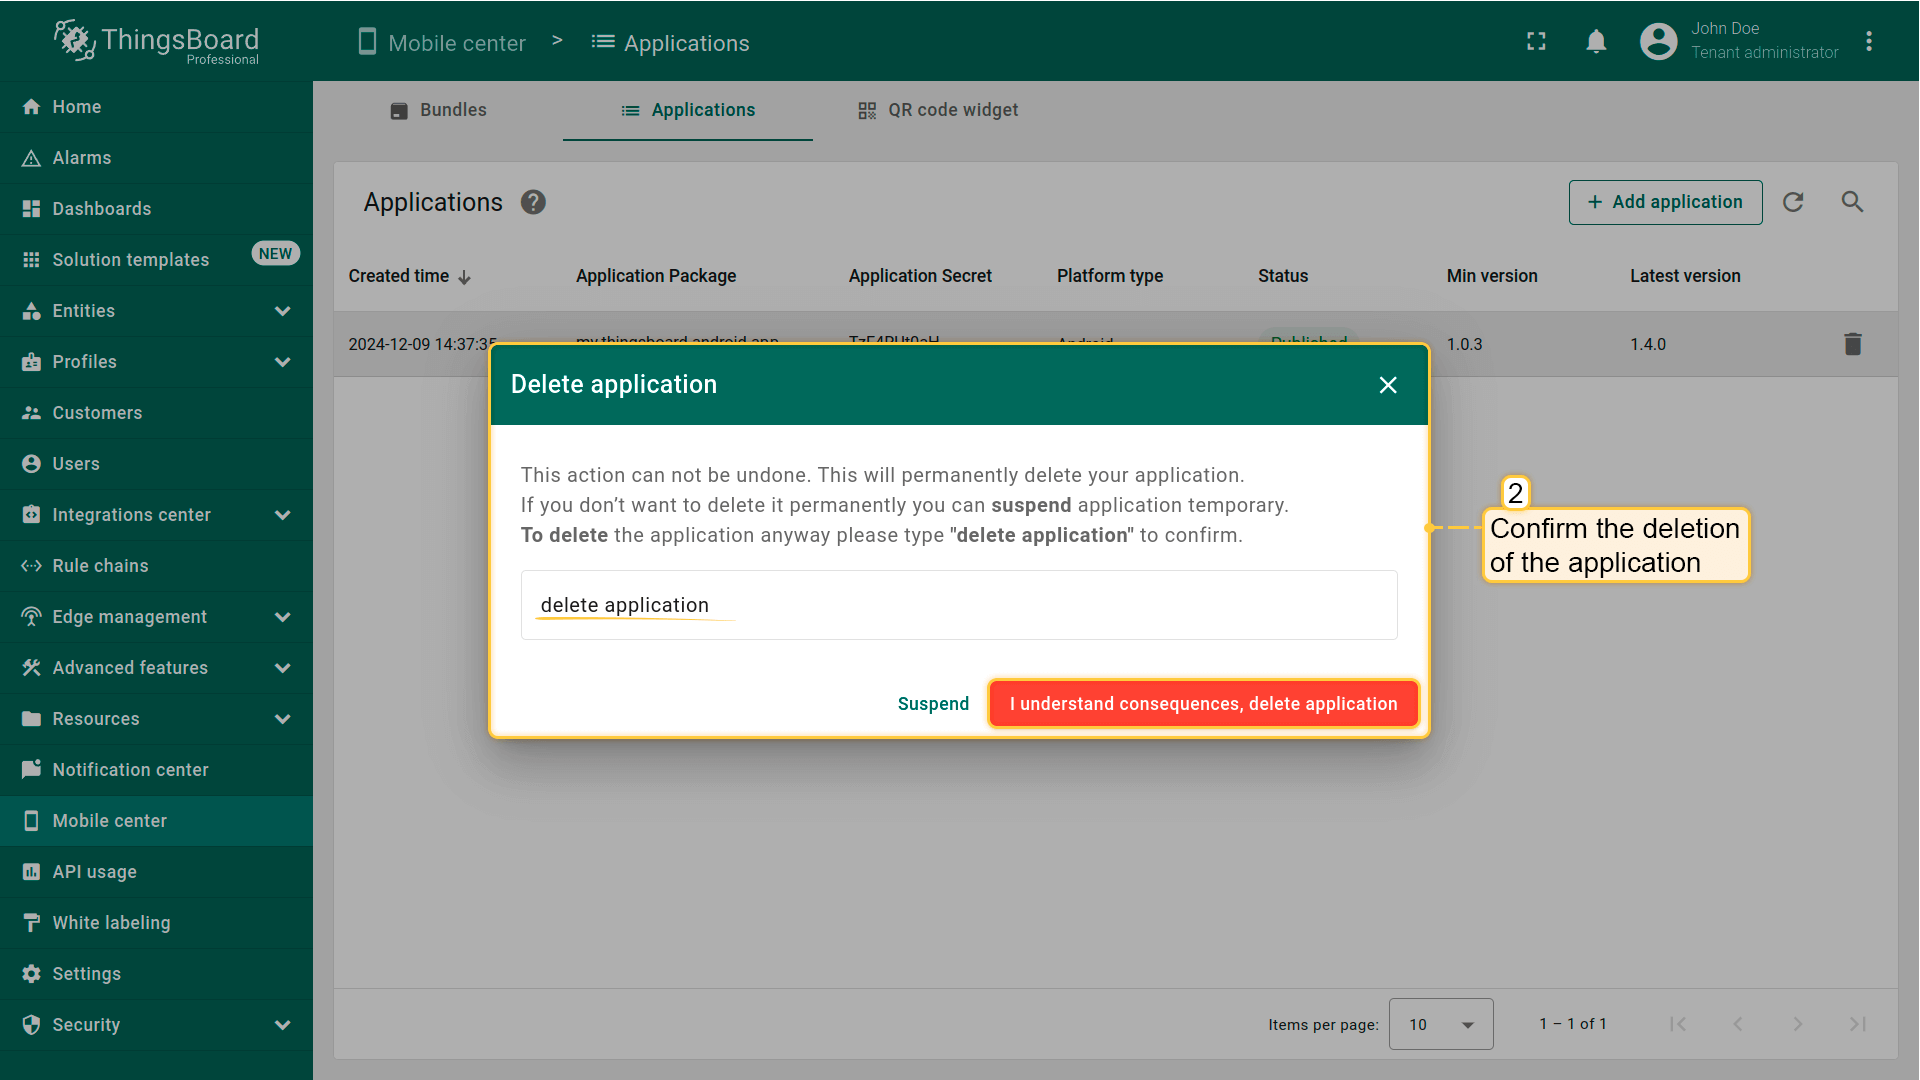 ThingsBoard
Professional
Mobile center > Applications
John Doe
Tenant administrator
Home
Alarms
Dashboards
Solution templates NEW
Entities
Profiles
Customers
Users
Integrations center
Rule chains
Edge management
Advanced features
Resources
Notification center
Mobile center
API usage
White labeling
Settings
Security
Bundles Applications QR code widget
Applications ? + Add application
Created time Application Package Application Secret Platform type Status Min version Latest version
2024-12-09 14:37:35 my.thingsboard.android.app Android Published 1.0.3 1.4.0
Delete application
This action can not be undone. This will permanently delete your application.
If you don’t want to delete it permanently you can suspend application temporary.
To delete the application anyway please type "delete application" to confirm.
delete application
Suspend I understand consequences, delete application
2
Confirm the deletion
of the application
Items per page: 10 1 – 1 of 1